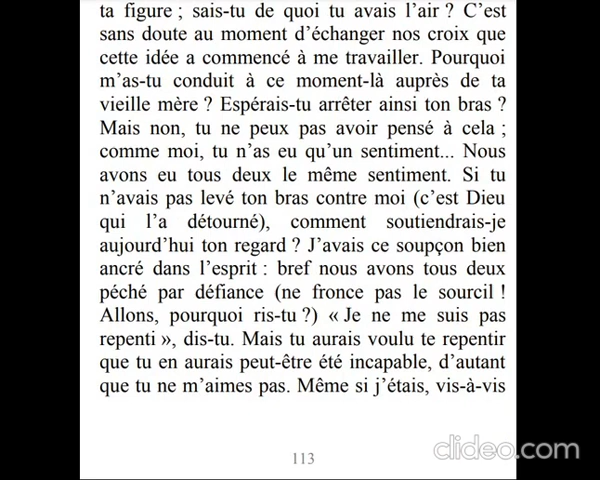 ta figure ; sais-tu de quoi tu avais l’air ? C’est
sans doute au moment d’échanger nos croix que
cette idée a commencé à me travailler. Pourquoi
m’as-tu conduit à ce moment-là auprès de ta
vieille mère ? Espérais-tu arrêter ainsi ton bras ?
Mais non, tu ne peux pas avoir pensé à cela ;
comme moi, tu n’as eu qu’un sentiment... Nous
avons eu tous deux le même sentiment. Si tu
n’avais pas levé ton bras contre moi (c’est Dieu
qui l’a détourné), comment soutiendrais-je
aujourd’hui ton regard ? J’avais ce soupçon bien
ancré dans l’esprit : bref nous avons tous deux
péché par défiance (ne fronce pas le sourcil !
Allons, pourquoi ris-tu ?) « Je ne me suis pas
repenti », dis-tu. Mais tu aurais voulu te repentir
que tu en aurais peut-être été incapable, d’autant
que tu ne m’aimes pas. Même si j’étais, vis-à-vis
113
clideo.com